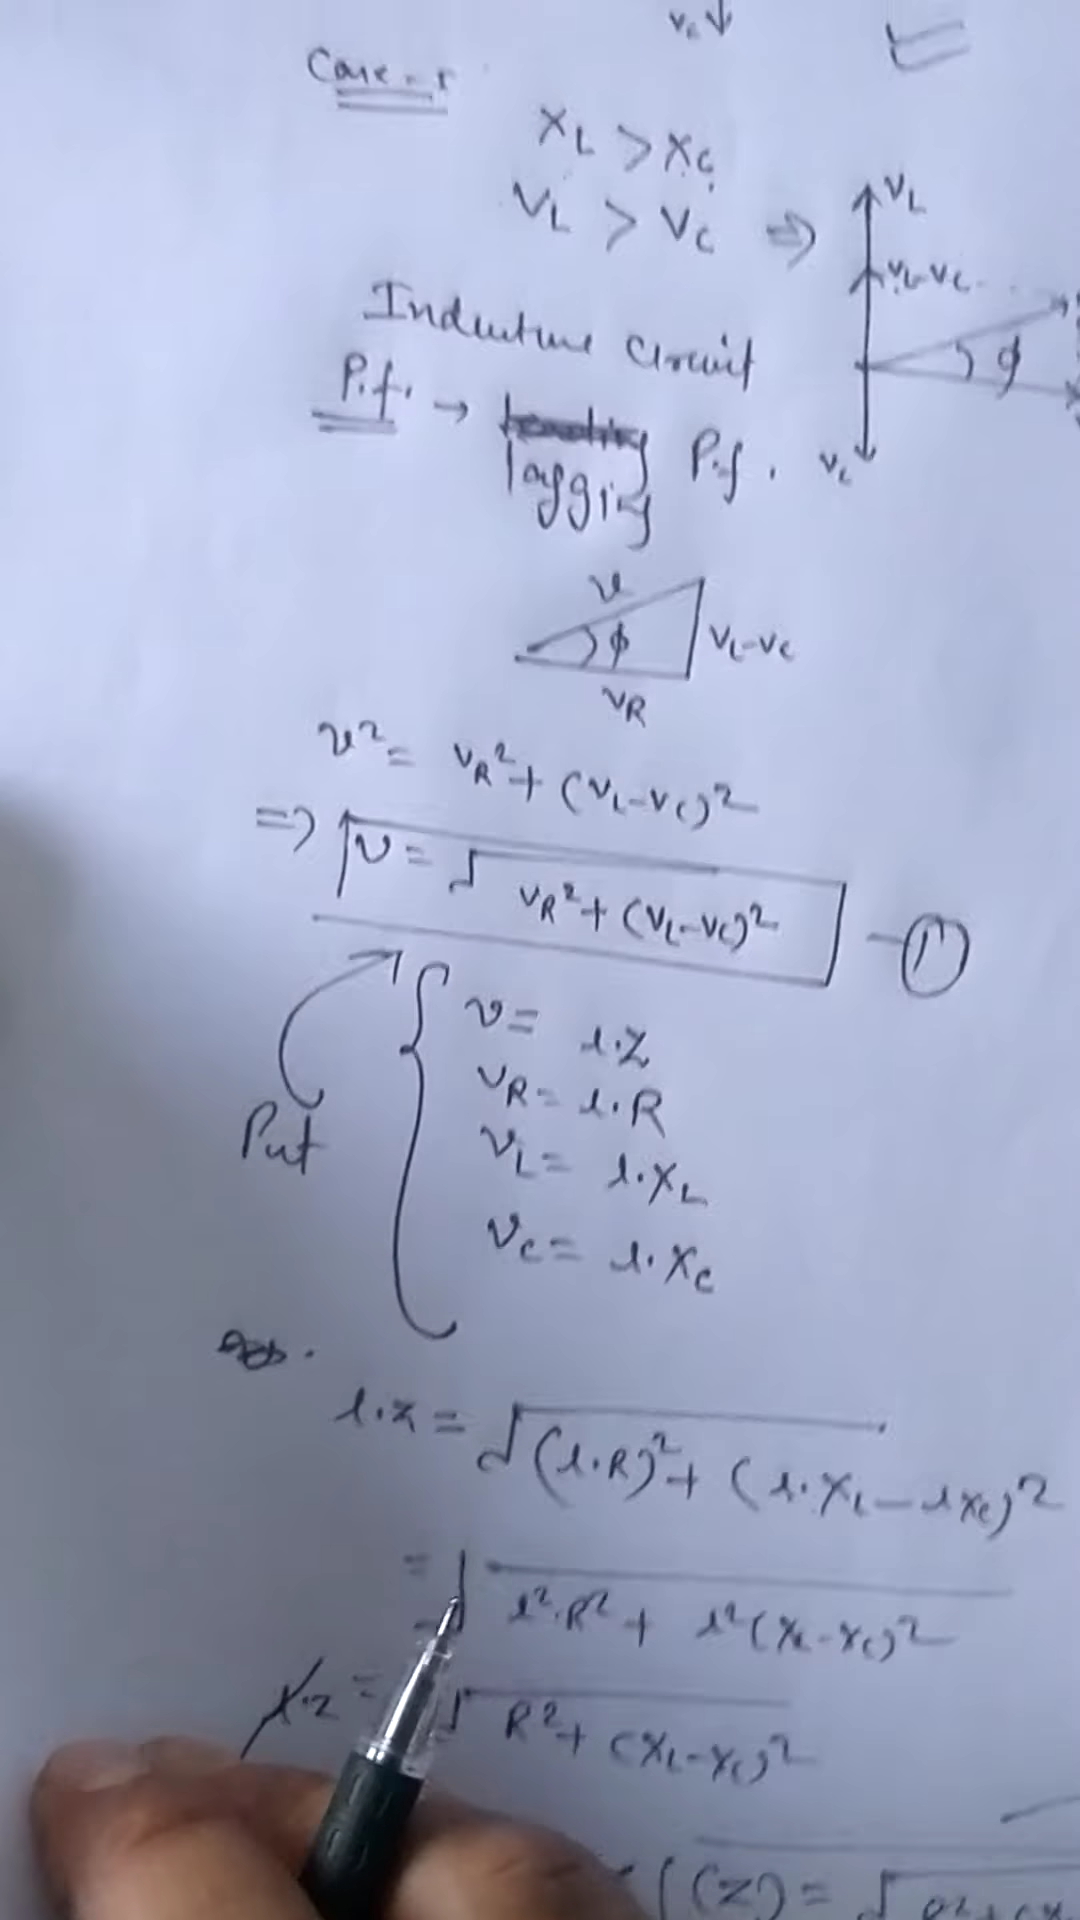 Vc ↓
Case - I
XL > XC
VL > VC ⇒
VL
VL-VC
ϕ
Vc
Inductive Circuit
P.f. → lagging P.f.
v
ϕ
VL-VC
VR
v² = VR² + (VL-VC)²
⇒ v = √VR² + (VL-VC)² - ①
Put
v = i.Z
VR = i.R
VL = i.XL
VC = i.XC
i.z = √(i.R)² + (i.XL - iXC)²
= √i².R² + i²(XL-XC)²
i.z = √R² + (XL-XC)²
(Z) = √R² + (X